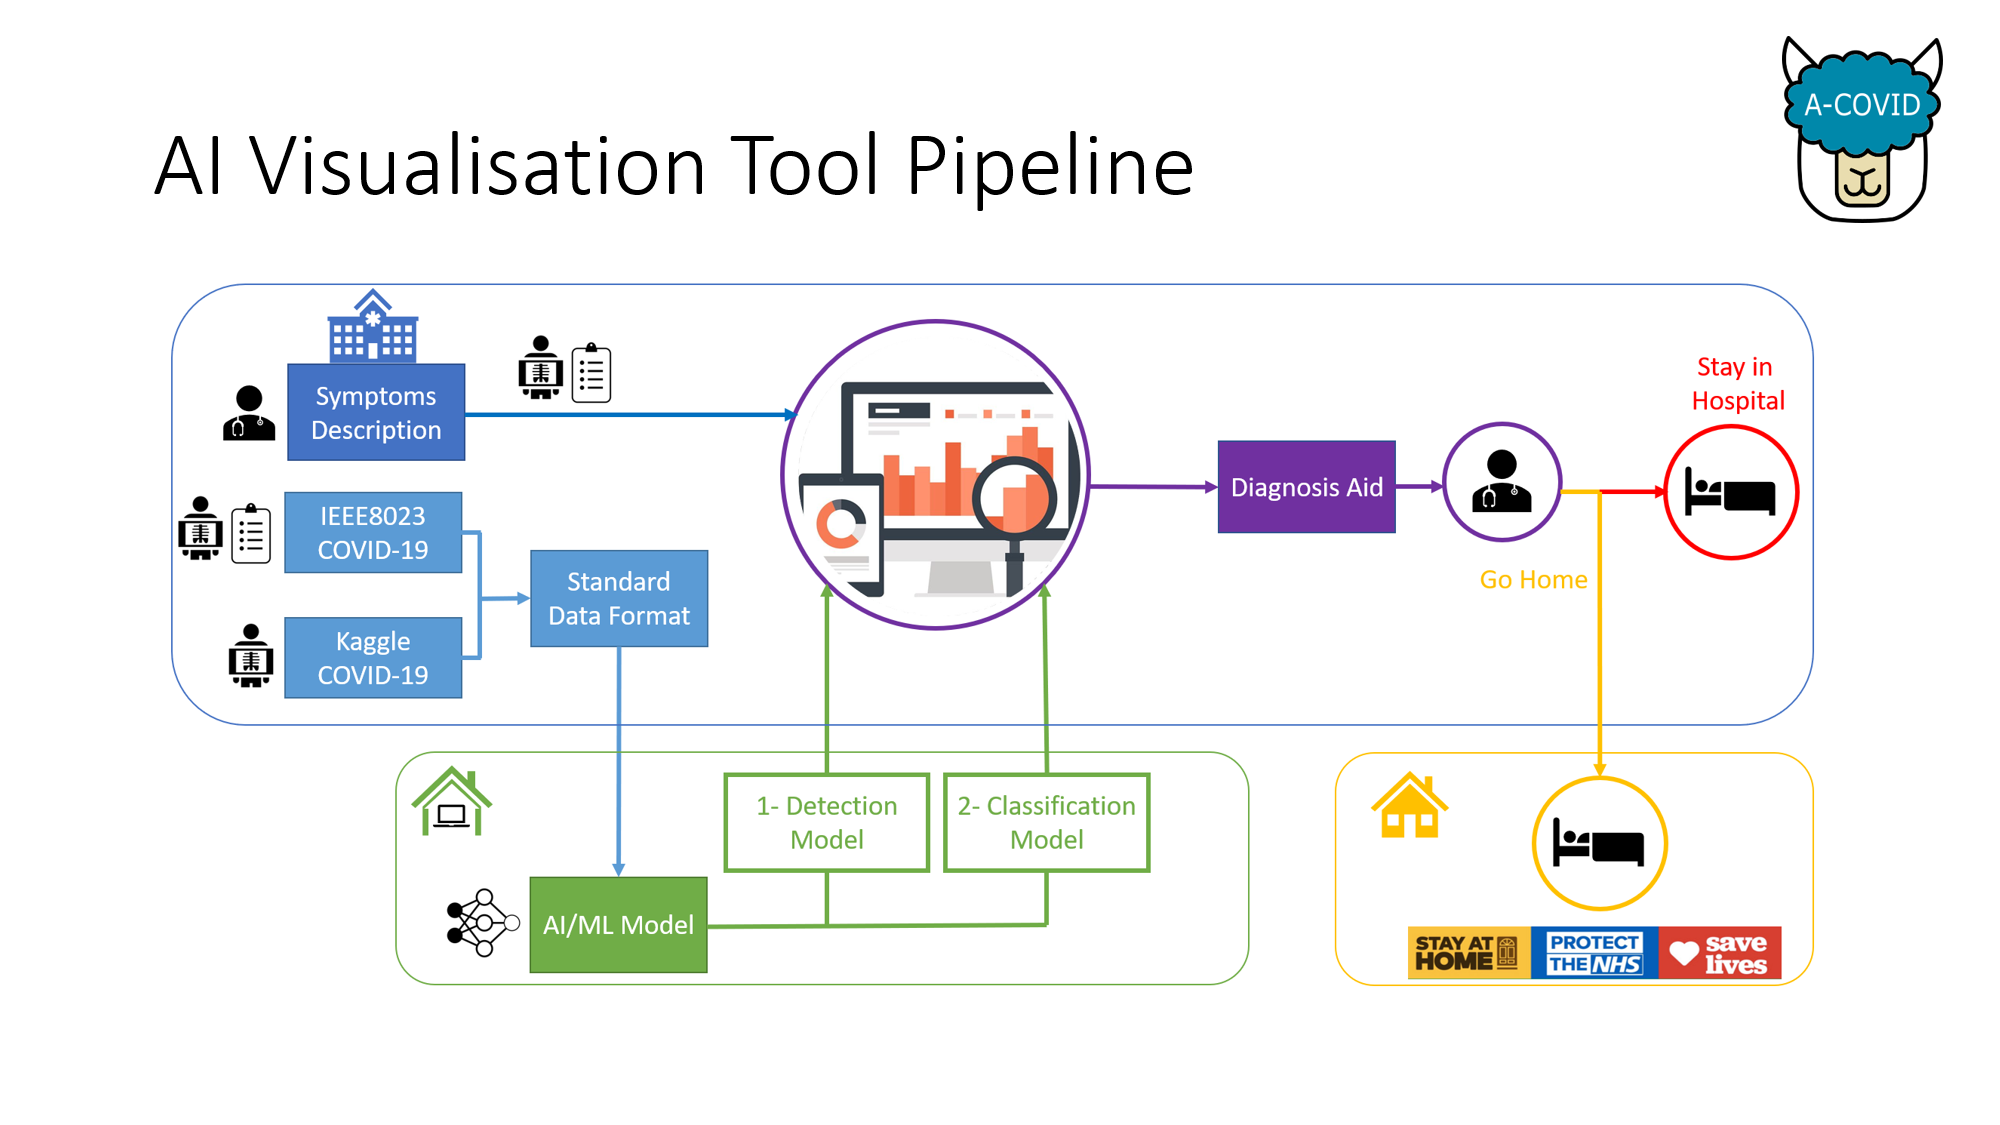 AI Visualisation Tool Pipeline
A-COVID
Symptoms
Description
IEEE8023
COVID-19
Kaggle
COVID-19
Standard
Data Format
Diagnosis Aid
Stay in
Hospital
Go Home
1- Detection
Model
2- Classification
Model
AI/ML Model
STAY AT
HOME
PROTECT
THE NHS
save
lives